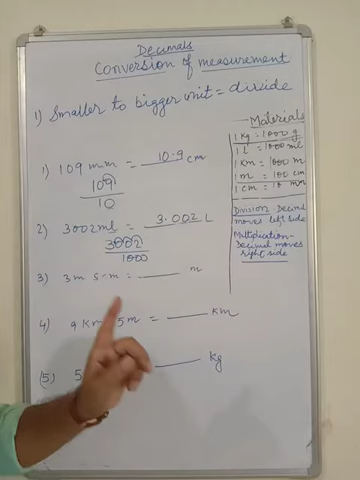 Decimals
Conversion of measurement
1) Smaller to bigger unit = divide
1) 109 mm = 10.9 cm
109
10
2) 3002 ml = 3.002 L
3002
1000
3) 3m 5 m = ____ m
4) 9 Km 5m = ____ Km
(5) 5 ____ kg
Materials
1 Kg = 1000 g
1 L = 1000 ml
1 Km = 1000 m
1 m = 100 cm
1 cm = 10 mm
Division - Decimal
moves left side
Multiplication-
Decimal moves
right side